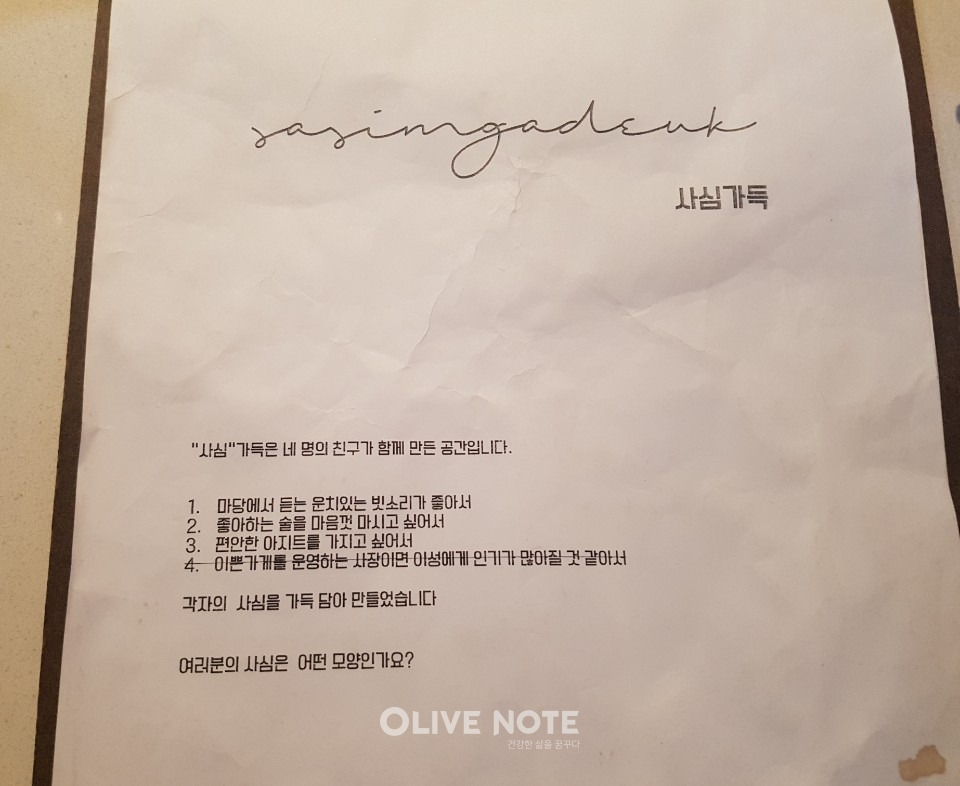 sasimgadeuk
사심가득
"사심"가득은 네 명의 친구가 함께 만든 공간입니다.
1. 마당에서 듣는 운치있는 빗소리가 좋아서
2. 좋아하는 술을 마음껏 마시고 싶어서
3. 편안한 아지트를 가지고 싶어서
4. 이쁜가게를 운영하는 사장이면 이성에게 인기가 많아질 것 같아서
각자의 사심을 가득 담아 만들었습니다
여러분의 사심은 어떤 모양인가요?
OLIVE NOTE
건강한 삶을 꿈꾸다